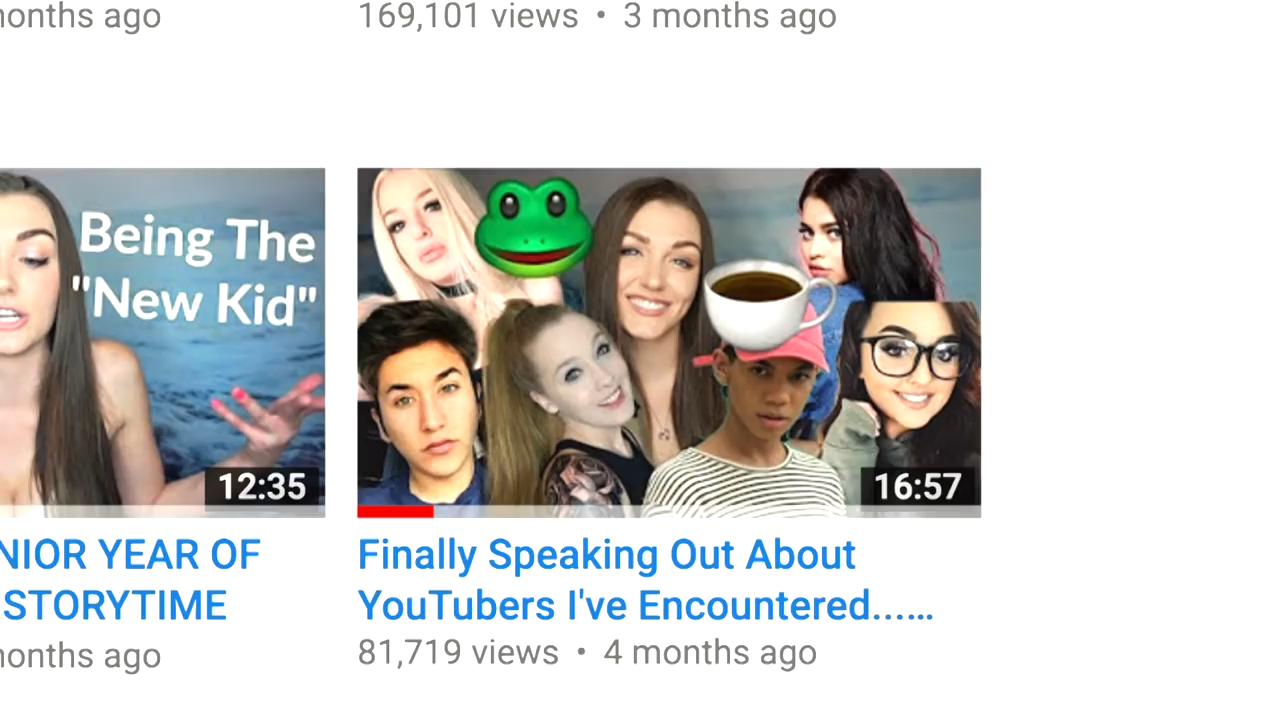 onths ago
169,101 views • 3 months ago
Being The
"New Kid"
12:35
16:57
NIOR YEAR OF
STORYTIME
onths ago
Finally Speaking Out About
YouTubers I've Encountered...…
81,719 views • 4 months ago